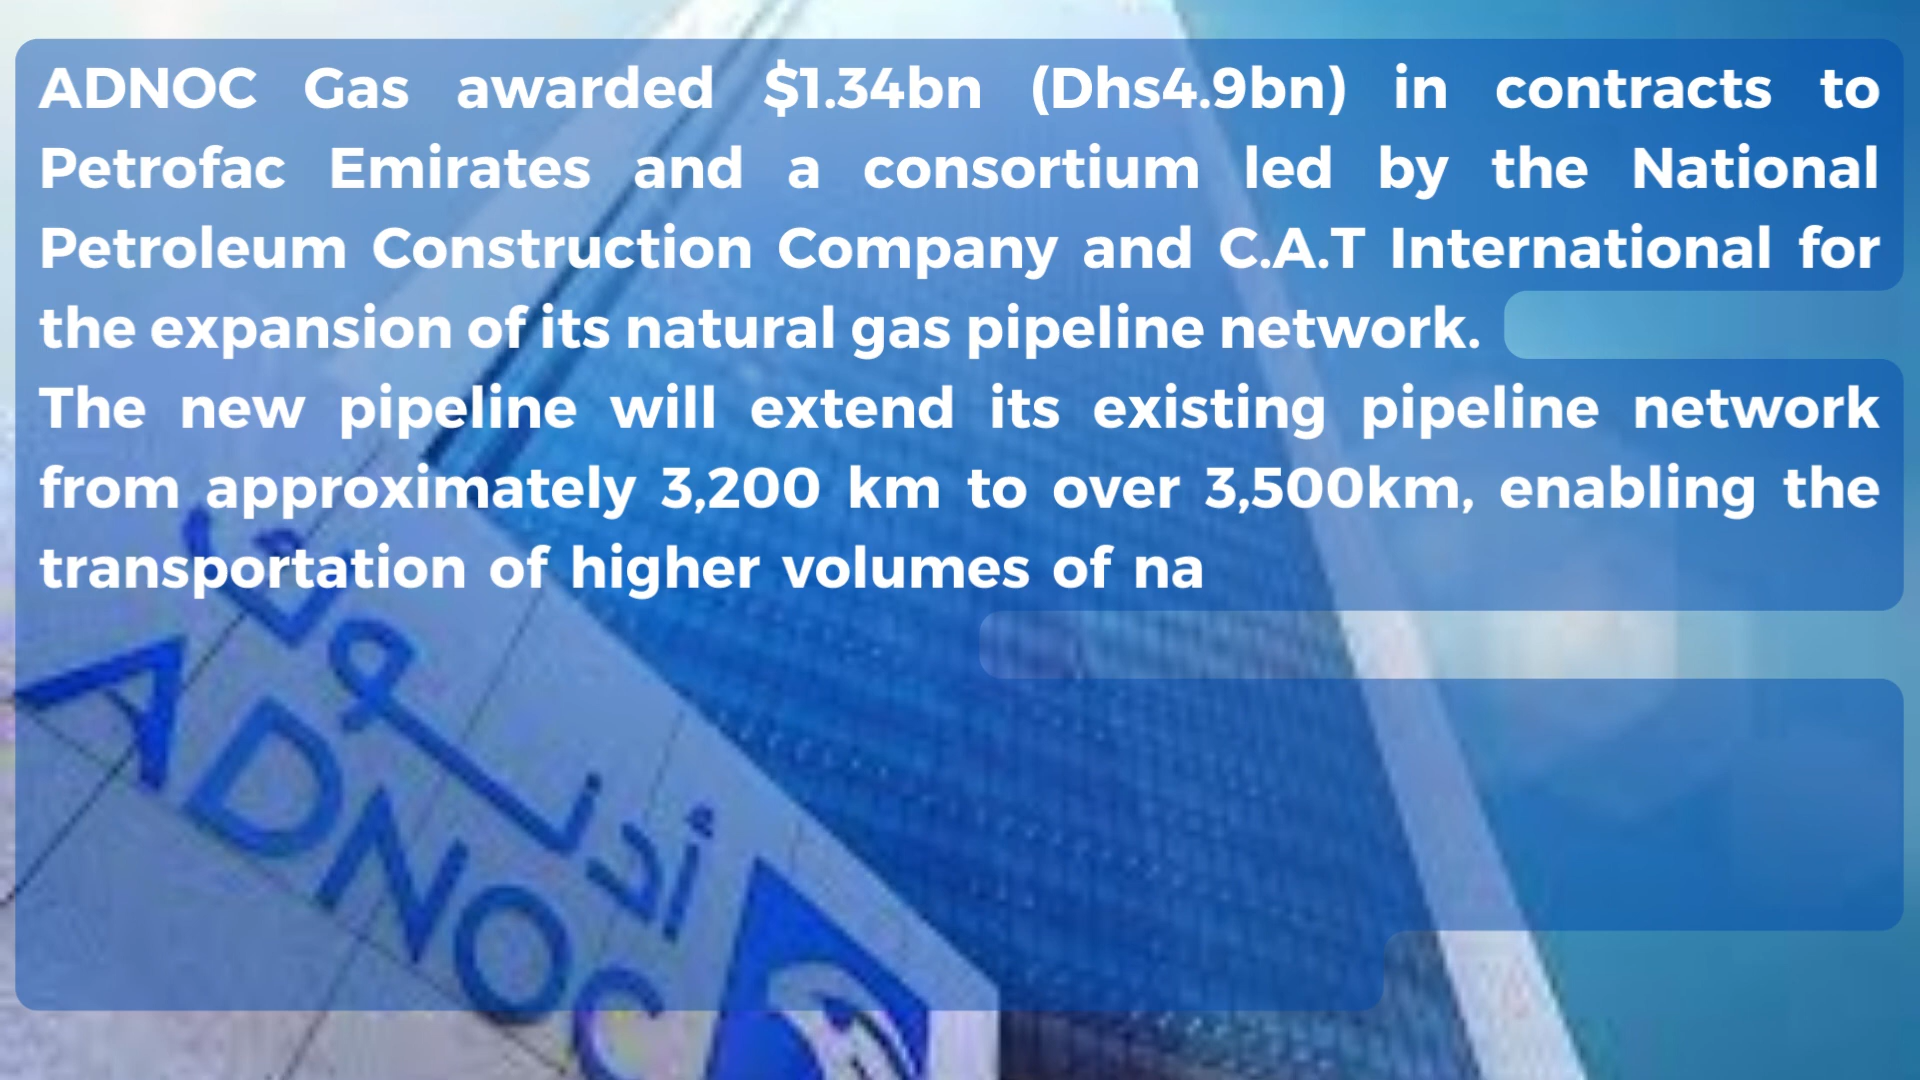 ADNOC Gas awarded $1.34bn (Dhs4.9bn) in contracts to
Petrofac Emirates and a consortium led by the National
Petroleum Construction Company and C.A.T International for
the expansion of its natural gas pipeline network.
The new pipeline will extend its existing pipeline network
from approximately 3,200 km to over 3,500km, enabling the
transportation of higher volumes of na
أدنوك
ADNOC